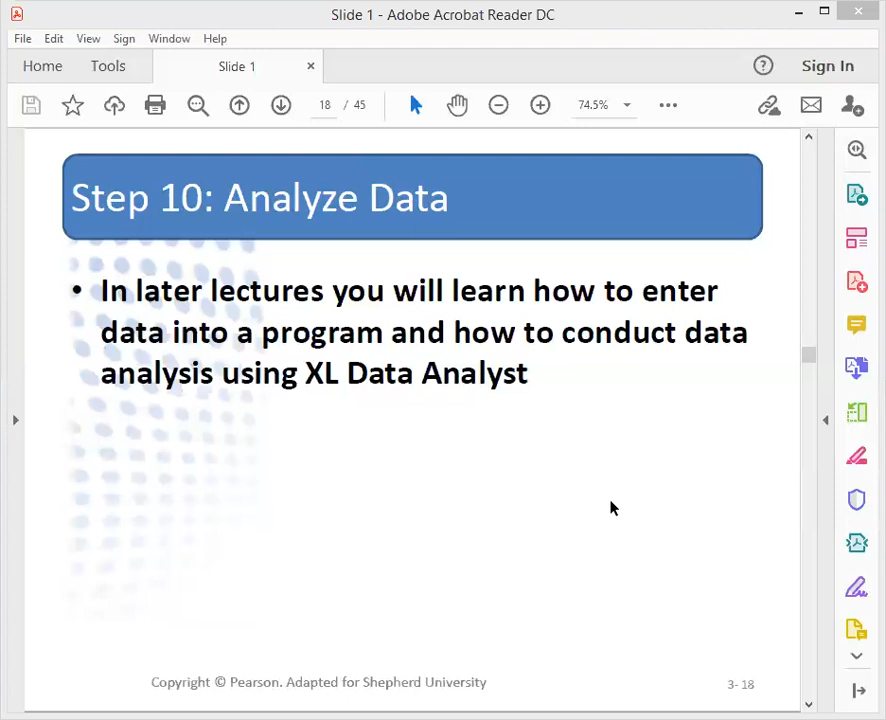 Slide 1 - Adobe Acrobat Reader DC
File Edit View Sign Window Help
Home Tools Slide 1 × Sign In
18 / 45 74.5%
Step 10: Analyze Data
• In later lectures you will learn how to enter
data into a program and how to conduct data
analysis using XL Data Analyst
Copyright © Pearson. Adapted for Shepherd University 3- 18